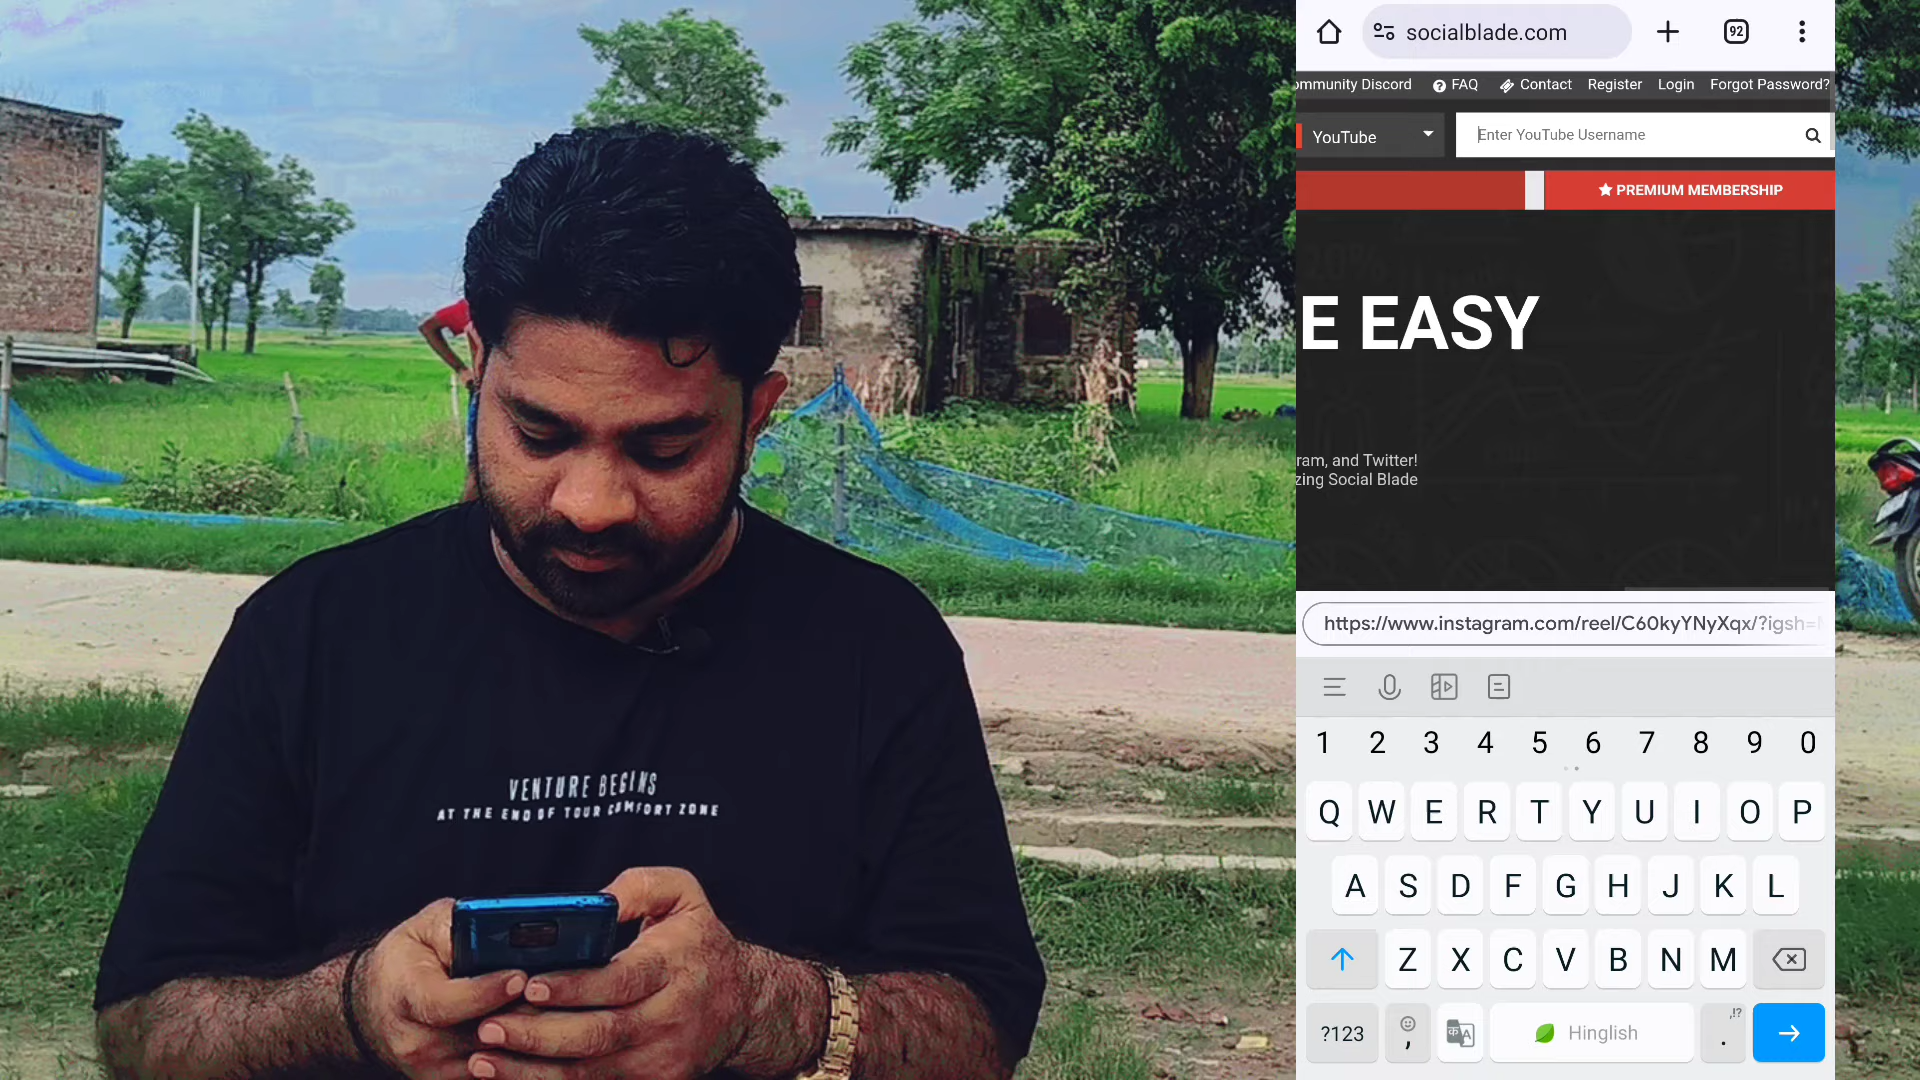 socialblade.com
92
ommunity Discord
FAQ
Contact
Register
Login
Forgot Password?
YouTube
Enter YouTube Username
PREMIUM MEMBERSHIP
E EASY
ram, and Twitter!
zing Social Blade
https://www.instagram.com/reel/C60kyYNyXqx/?igsh=
1 2 3 4 5 6 7 8 9 0
Q W E R T Y U I O P
A S D F G H J K L
Z X C V B N M
?123 , Hinglish . ,!?
VENTURE BEGINS
AT THE END OF YOUR COMFORT ZONE